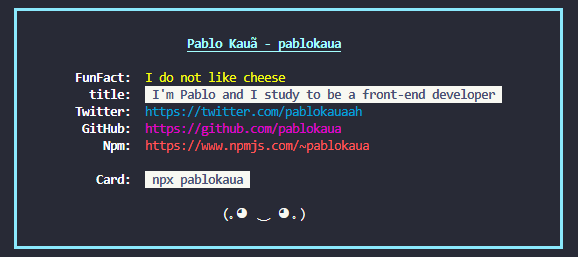 Pablo Kauã - pablokaua
FunFact: I do not like cheese
title: I'm Pablo and I study to be a front-end developer
Twitter: https://twitter.com/pablokauaah
GitHub: https://github.com/pablokaua
Npm: https://www.npmjs.com/~pablokaua
Card: npx pablokaua
(｡◕ ‿ ◕｡)